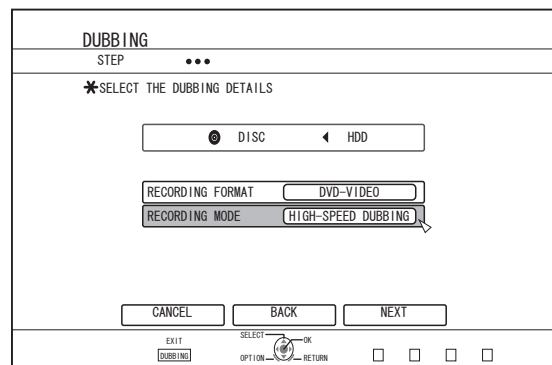 DUBBING
STEP
SELECT THE DUBBING DETAILS
DISC HDD
RECORDING FORMAT DVD-VIDEO
RECORDING MODE HIGH-SPEED DUBBING
CANCEL BACK NEXT
EXIT SELECT OK
DUBBING OPTION RETURN